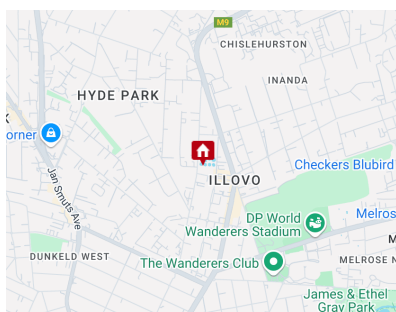 M9
CHISLEHURSTON
INANDA
HYDE PARK
K
orner
ILLOVO
Checkers Blubird
Jan Smuts Ave
DP World
Wanderers Stadium
Melros
M
DUNKELD WEST
The Wanderers Club
MELROSE N
James & Ethel
Gray Park